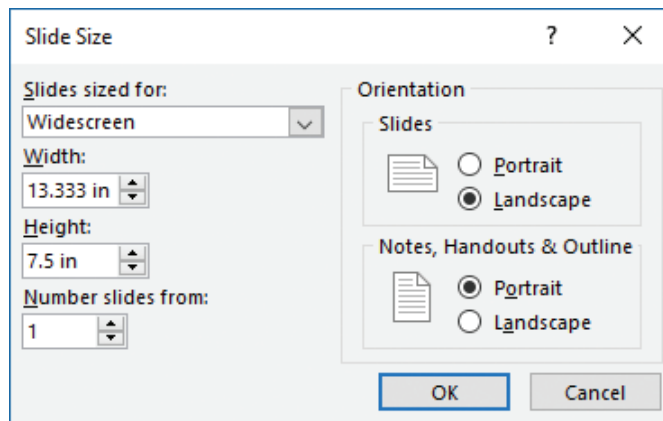 Slide Size ?
Slides sized for:
Widescreen
Width:
13.333 in
Height:
7.5 in
Number slides from:
1
Orientation
Slides
Portrait
Landscape
Notes, Handouts & Outline
Portrait
Landscape
OK
Cancel